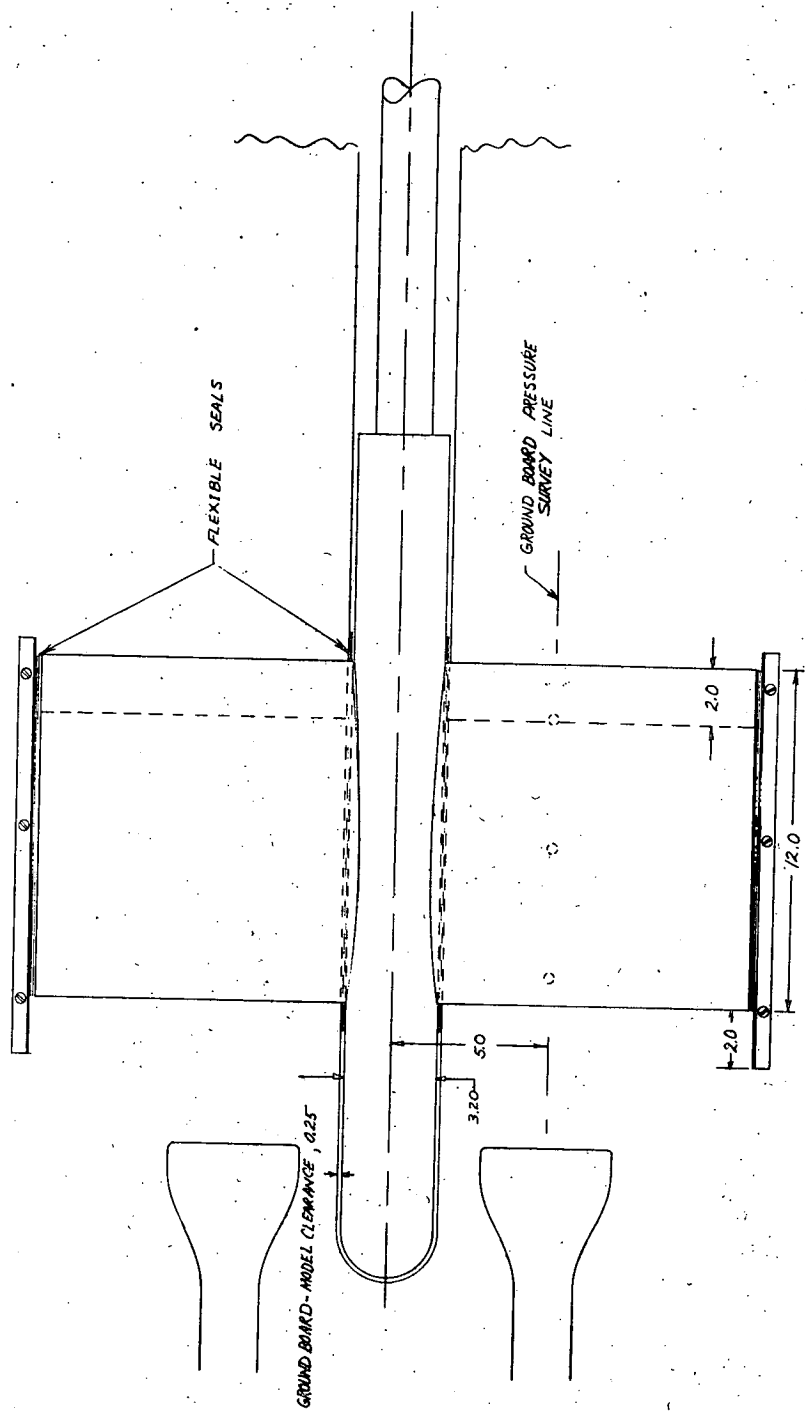 FLEXIBLE SEALS
GROUND BOARD PRESSURE
SURVEY LINE
2.0
12.0
2.0
5.0
3.20
GROUND BOARD-MODEL CLEARANCE, 0.25